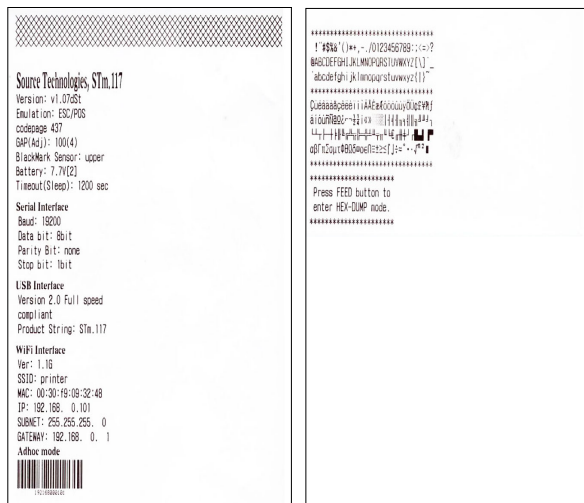 Source Technologies, STm.117
Version: v1.07dSt
Emulation: ESC/POS
codepage 437
GAP(Adj): 100(4)
BlackMark Sensor: upper
Battery: 7.7V[2]
Timeout(Sleep): 1200 sec
Serial Interface
Baud: 19200
Data bit: 8bit
Parity Bit: none
Stop bit: 1bit
USB Interface
Version 2.0 Full speed
compliant
Product String: STm.117
WiFi Interface
Ver: 1.16
SSID: printer
MAC: 00:30:f9:09:32:48
IP: 192.168.  0.101
SUBNET: 255.255.255.  0
GATEWAY: 192.168.  0.  1
Adhoc mode
192168000101
*********************
!"#$%&'()*+,-./0123456789:;<=>?
@ABCDEFGHIJKLMNOPQRSTUVWXYZ[\]^_
`abcdefghijklmnopqrstuvwxyz{|}~
*********************
*********************
*********************
Press FEED button to
enter HEX-DUMP mode.
*********************